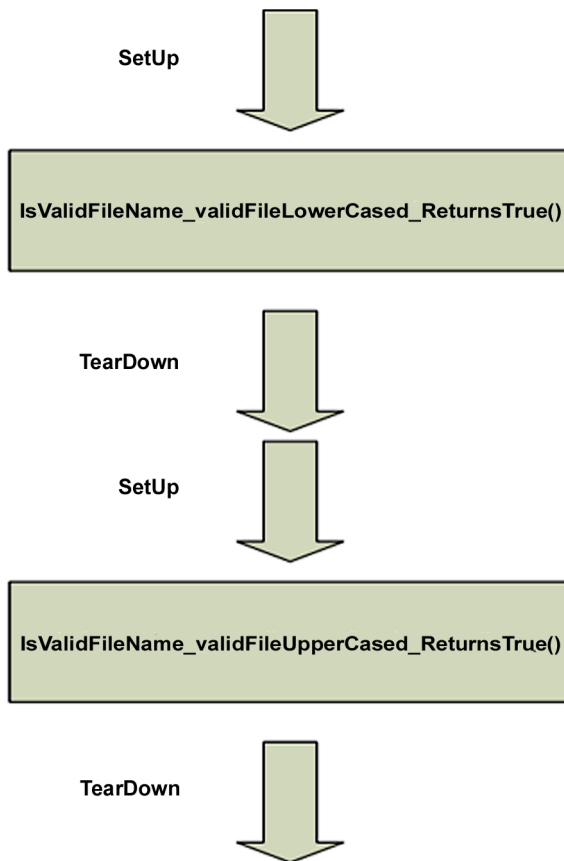 SetUp
IsValidFileName_validFileLowerCased_ReturnsTrue()
TearDown
SetUp
IsValidFileName_validFileUpperCased_ReturnsTrue()
TearDown